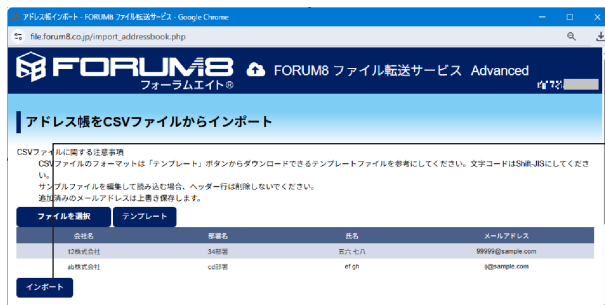 アドレス帳インポート - FORUM8 ファイル転送サービス - Google Chrome
file.forum8.co.jp/import_addressbook.php
FORUM8
フォーラムエイト®
FORUM8 ファイル転送サービス Advanced
アドレス帳をCSVファイルからインポート
CSVファイルに関する注意事項
CSVファイルのフォーマットは「テンプレート」ボタンからダウンロードできるテンプレートファイルを参考にしてください。文字コードはShift-JISにしてくださ
い。
サンプルファイルを編集して読み込む場合、ヘッダー行は削除しないでください。
追加済みのメールアドレスは上書き保存します。
ファイルを選択 テンプレート
会社名 部署名 氏名 メールアドレス
12株式会社 34部署 五六 七八 99999@sample.com
ab株式会社 cd部署 ef gh ij@sample.com
インポート